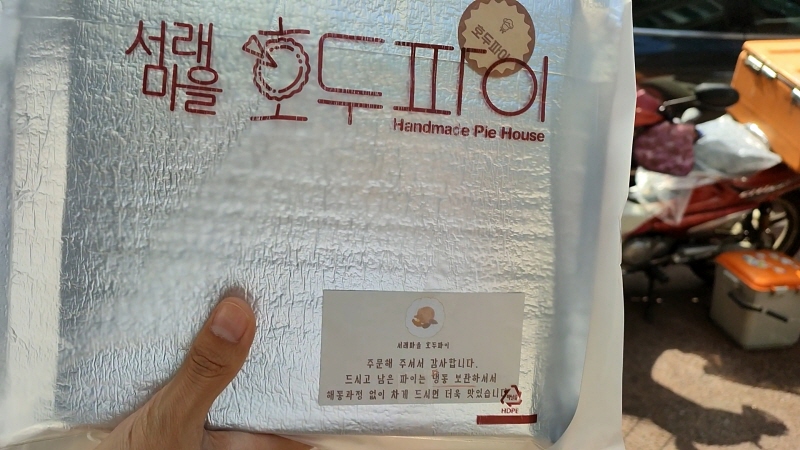 서래
마을
호두파이
호두파이
Handmade Pie House
서래마을 호두파이
주문해 주셔서 감사합니다.
드시고 남은 파이는 냉동 보관하셔서
해동과정 없이 차게 드시면 더욱 맛있습니다
HDPE